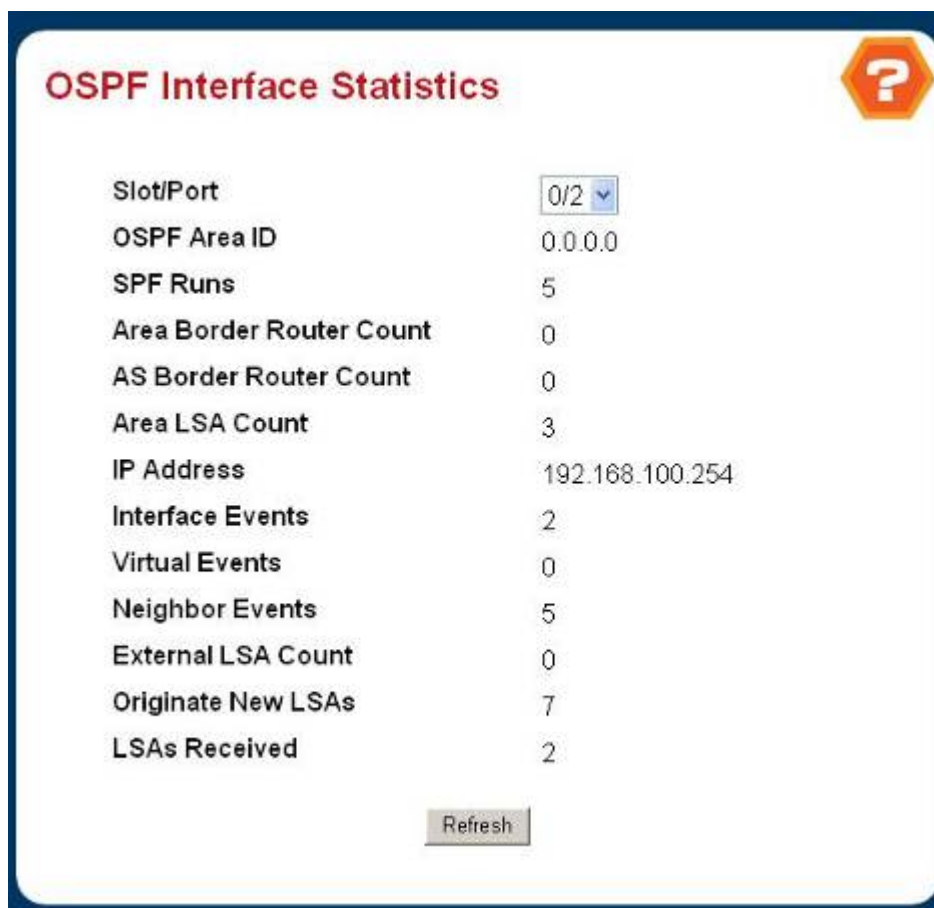 OSPF Interface Statistics
?
Slot/Port 0/2
OSPF Area ID 0.0.0.0
SPF Runs 5
Area Border Router Count 0
AS Border Router Count 0
Area LSA Count 3
IP Address 192.168.100.254
Interface Events 2
Virtual Events 0
Neighbor Events 5
External LSA Count 0
Originate New LSAs 7
LSAs Received 2
Refresh